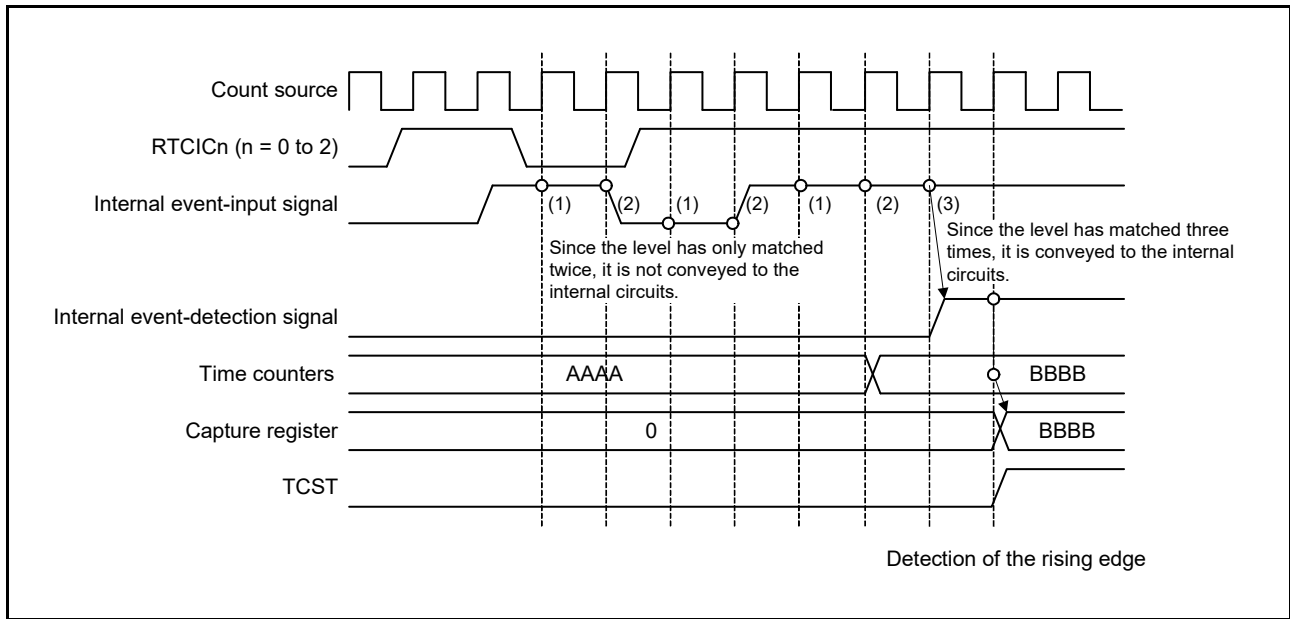 Count source
RTCICn (n = 0 to 2)
Internal event-input signal
(1)
(2)
(1)
(2)
(1)
(2)
(3)
Since the level has only matched
twice, it is not conveyed to the
internal circuits.
Since the level has matched three
times, it is conveyed to the internal
circuits.
Internal event-detection signal
Time counters
AAAA
BBBB
Capture register
0
BBBB
TCST
Detection of the rising edge